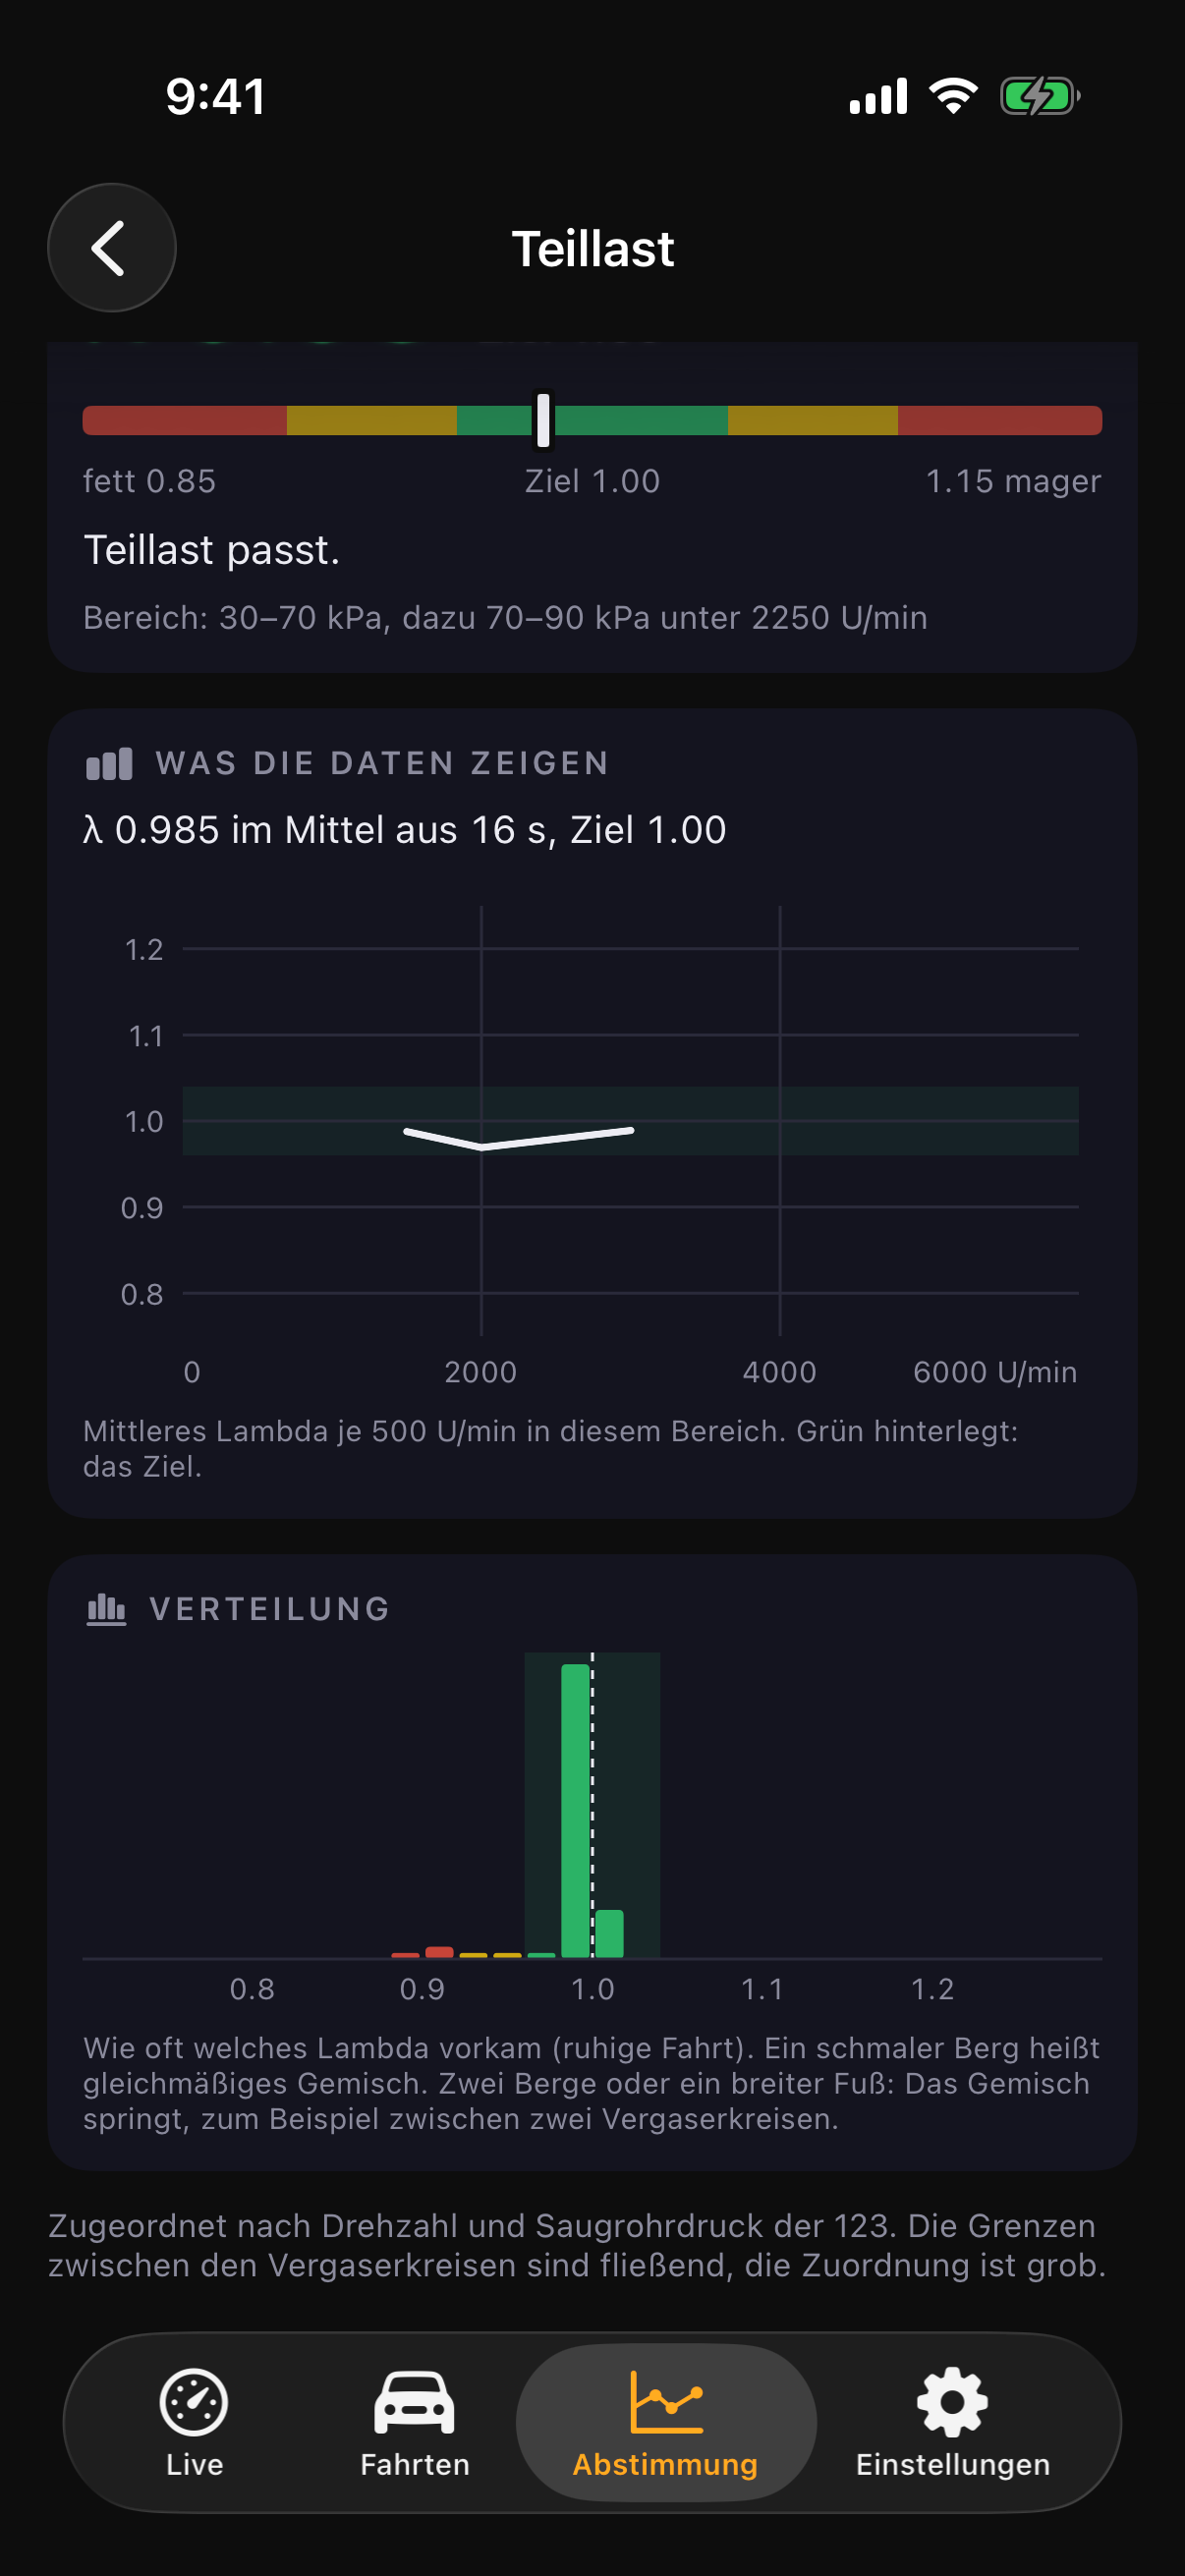 9:41
Teillast
fett 0.85 Ziel 1.00 1.15 mager
Teillast passt.
Bereich: 30–70 kPa, dazu 70–90 kPa unter 2250 U/min
WAS DIE DATEN ZEIGEN
λ 0.985 im Mittel aus 16 s, Ziel 1.00
1.2
1.1
1.0
0.9
0.8
0 2000 4000 6000 U/min
Mittleres Lambda je 500 U/min in diesem Bereich. Grün hinterlegt:
das Ziel.
VERTEILUNG
0.8 0.9 1.0 1.1 1.2
Wie oft welches Lambda vorkam (ruhige Fahrt). Ein schmaler Berg heißt
gleichmäßiges Gemisch. Zwei Berge oder ein breiter Fuß: Das Gemisch
springt, zum Beispiel zwischen zwei Vergaserkreisen.
Zugeordnet nach Drehzahl und Saugrohrdruck der 123. Die Grenzen
zwischen den Vergaserkreisen sind fließend, die Zuordnung ist grob.
Live Fahrten Abstimmung Einstellungen